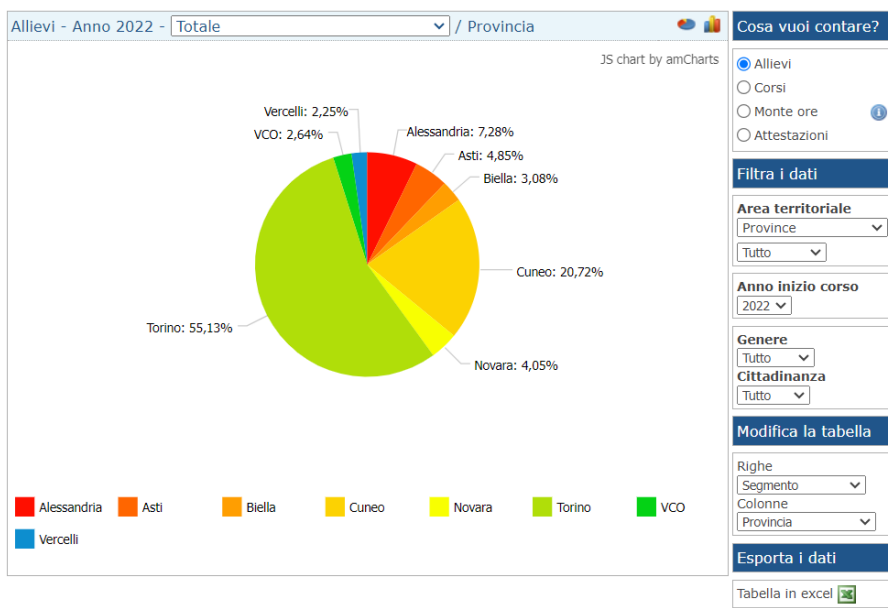 Allievi - Anno 2022 - Totale / Provincia
JS chart by amCharts
Vercelli: 2,25%
VCO: 2,64%
Alessandria: 7,28%
Asti: 4,85%
Biella: 3,08%
Cuneo: 20,72%
Torino: 55,13%
Novara: 4,05%
Alessandria Asti Biella Cuneo Novara Torino VCO
Vercelli
Cosa vuoi contare?
Allievi
Corsi
Monte ore
Attestazioni
Filtra i dati
Area territoriale
Province
Tutto
Anno inizio corso
2022
Genere
Tutto
Cittadinanza
Tutto
Modifica la tabella
Righe
Segmento
Colonne
Provincia
Esporta i dati
Tabella in excel